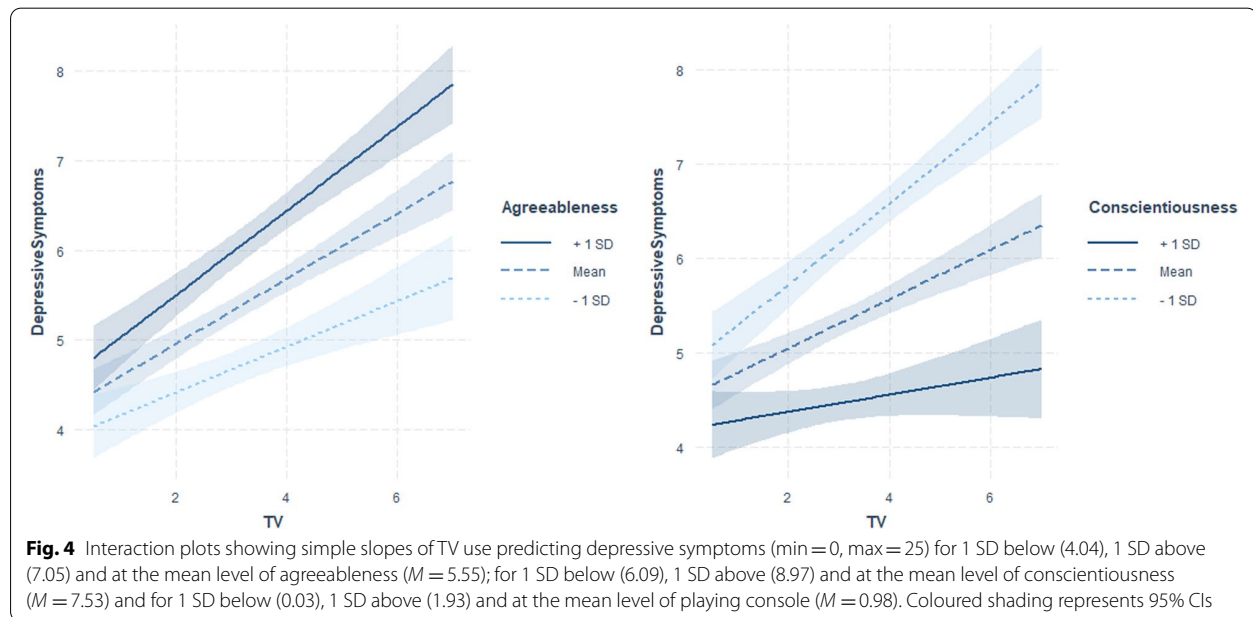 8
7
6
5
4
DepressiveSymptoms
2
4
6
TV
Agreeableness
+ 1 SD
Mean
- 1 SD
8
7
6
5
4
DepressiveSymptoms
2
4
6
TV
Conscientiousness
+ 1 SD
Mean
- 1 SD
Fig. 4 Interaction plots showing simple slopes of TV use predicting depressive symptoms (min = 0, max = 25) for 1 SD below (4.04), 1 SD above
(7.05) and at the mean level of agreeableness (M = 5.55); for 1 SD below (6.09), 1 SD above (8.97) and at the mean level of conscientiousness
(M = 7.53) and for 1 SD below (0.03), 1 SD above (1.93) and at the mean level of playing console (M = 0.98). Coloured shading represents 95% CIs